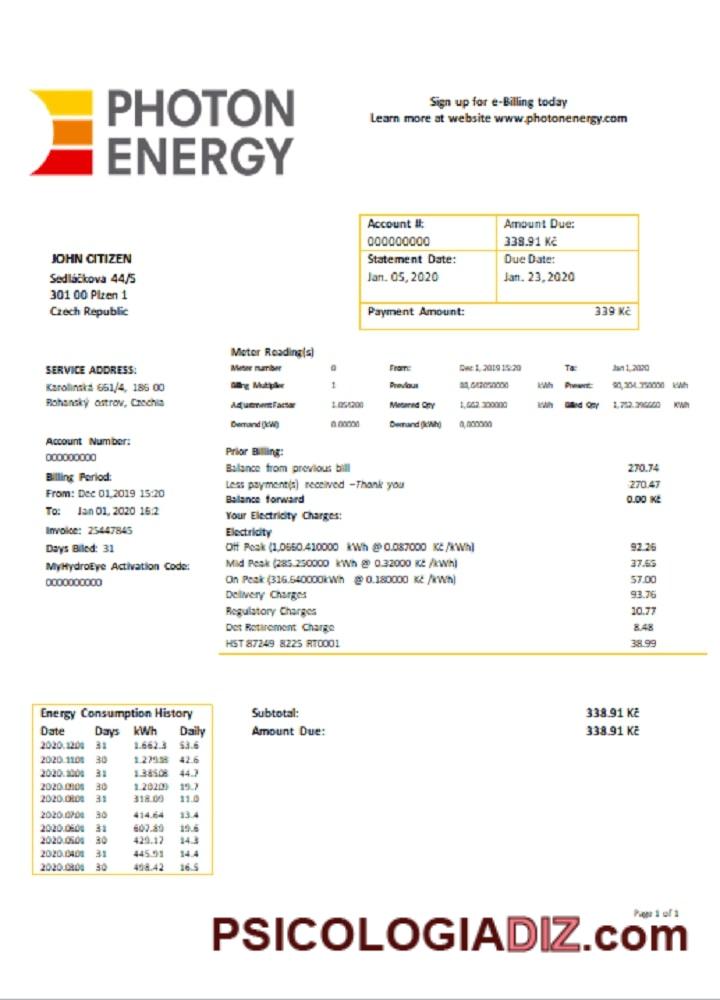 PHOTON
ENERGY
Sign up for e-Billing today
Learn more at website www.photonenergy.com
Account #:
000000000
Amount Due:
338.91 Kč
Statement Date:
Jan. 05, 2020
Due Date:
Jan. 23, 2020
Payment Amount: 339 Kč
JOHN CITIZEN
Sedláčkova 44/5
301 00 Plzen 1
Czech Republic
SERVICE ADDRESS:
Karolinská 661/4, 186 00
Rohanský ostrov, Czechia
Account Number:
000000000
Billing Period:
From: Dec 01,2019 15:20
To: Jan 01, 2020 16:2
Invoice: 25447845
Days Biled: 31
MyHydroEye Activation Code:
0000000000
Meter Reading(s)
Meter number 0 From: Dec 1, 2019 15:20 To: Jan 1,2020
Billing Multiplier 1 Previous kWh Present: kWh
Adjustment Factor 1.054200 Metered Qty 1,662.300000 kWh Billed Qty KWh
Demand (kW) 0.00000 Demand (kWh) 0,000000
Prior Billing:
Balance from previous bill 270.74
Less payment(s) received –Thank you -270.47
Balance forward 0.00 Kč
Your Electricity Charges:
Electricity
Off Peak (1,0660.410000 kWh @ 0.087000 Kč /kWh) 92.26
Mid Peak (285.250000 kWh @ 0.32000 Kč /kWh) 37.65
On Peak (316.640000kWh @ 0.180000 Kč /kWh) 57.00
Delivery Charges 93.76
Regulatory Charges 10.77
Det Retirement Charge 8.48
HST 87249 8225 RT0001 38.99
Energy Consumption History
Date Days kWh Daily
2020.1201 31 1.662.3 53.6
2020.1101 30 42.6
2020.1001 31 1.38508 44.7
2020.0901 30 1.20209 19.7
2020.0801 31 318.09 11.0
2020.0701 30 414.64 13.4
2020.0601 31 607.89 19.6
2020.0501 30 429.17 14.3
2020.0401 31 445.91 14.4
2020.0301 30 498.42 16.5
Subtotal: 338.91 Kč
Amount Due: 338.91 Kč
Page 1 of 1
PSICOLOGIADIZ.com